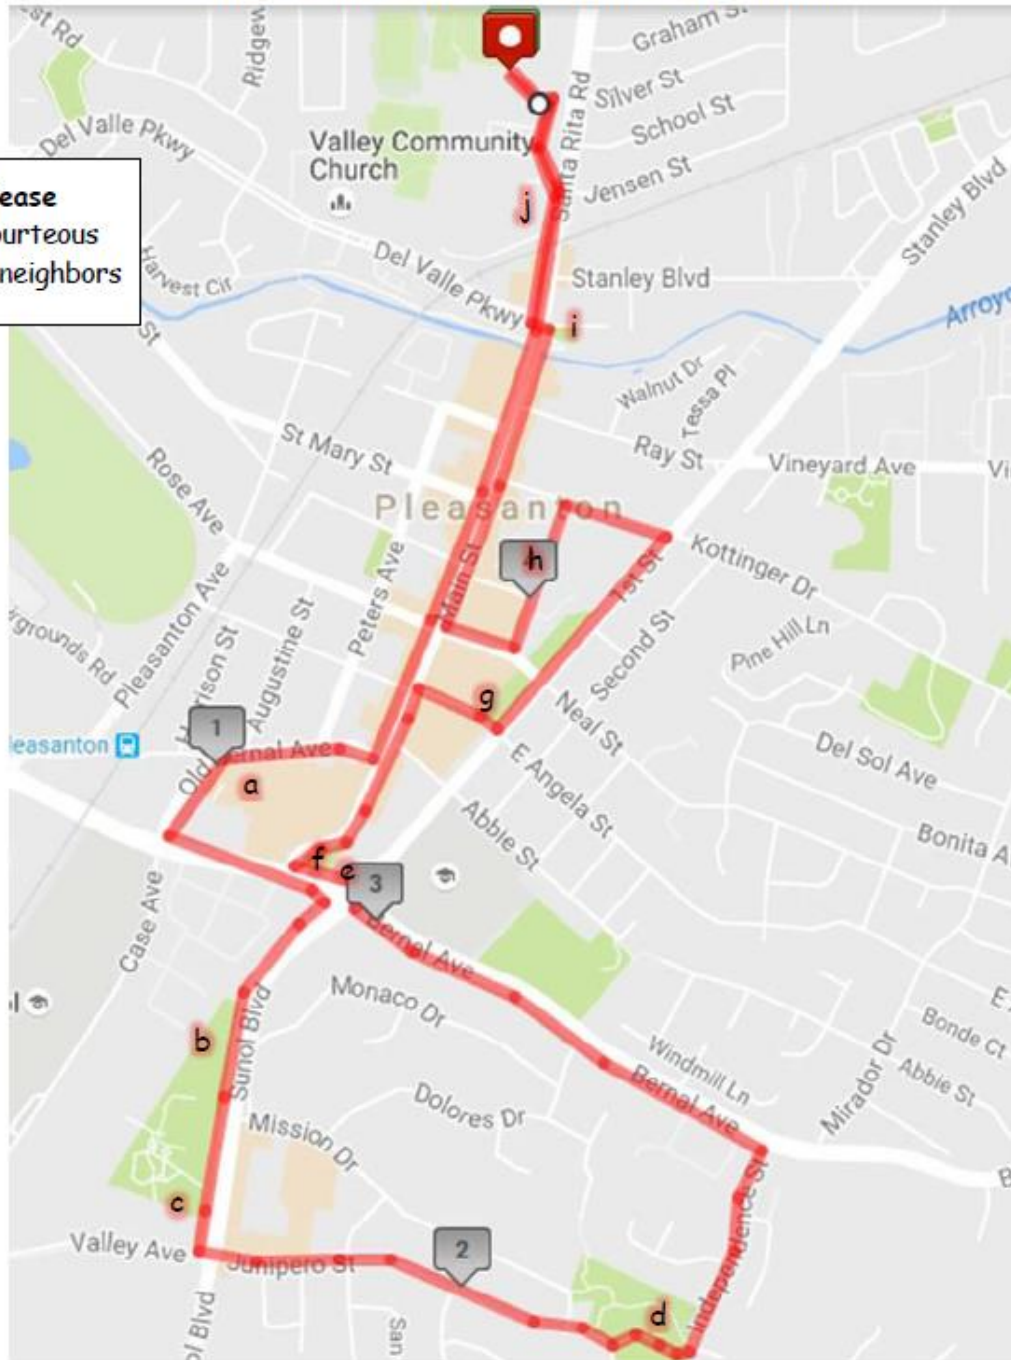 Graham St
Ridgew
Silver St
School St
Santa Rita Rd
Del Valle Pkwy
Valley Community
Church
Jensen St
Stanley Blvd
ease
ourteous
neighbors
j
Harvest Cir
Del Valle Pkwy
Stanley Blvd
Arroyo
i
St
Walnut Dr
Tessa Pl
St Mary St
Ray St
Vineyard Ave
Vi
Rose Ave
Pleasanton
Kottinger Dr
h
Main St
Peters Ave
1st St
Pleasanton Ave
Augustine St
Second St
Pine Hill Ln
irgrounds Rd
g
Neal St
leasanton
1
Old Bernal Ave
Del Sol Ave
a
E Angela St
Abbie St
Bonita A
f
e
3
Case Ave
Bernal Ave
l
Monaco Dr
E
Bonde Ct
b
Sunol Blvd
Windmill Ln
Abbie St
Mirador Dr
Bernal Ave
Dolores Dr
Mission Dr
B
c
Independence St
Valley Ave
Junipero St
2
d
ol Blvd
San